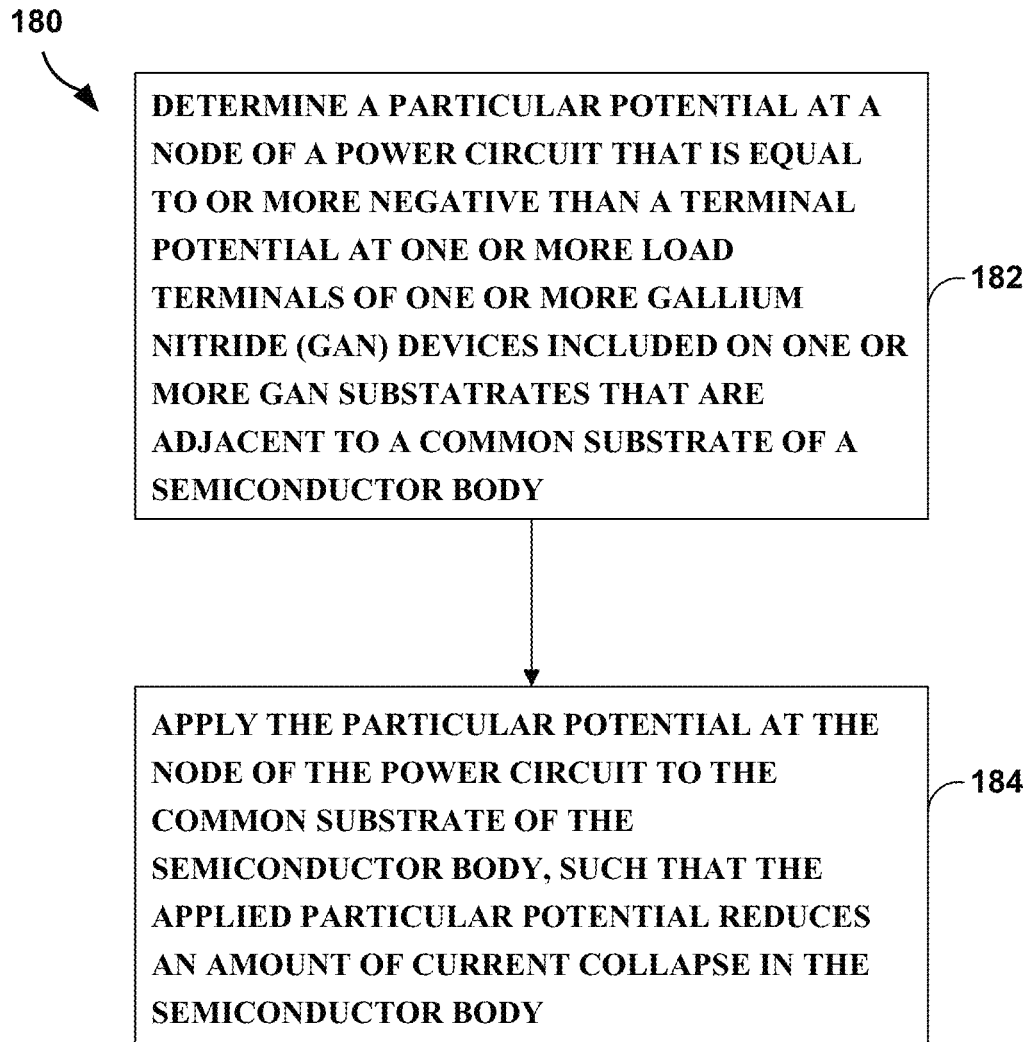 180
DETERMINE A PARTICULAR POTENTIAL AT A
NODE OF A POWER CIRCUIT THAT IS EQUAL
TO OR MORE NEGATIVE THAN A TERMINAL
POTENTIAL AT ONE OR MORE LOAD
TERMINALS OF ONE OR MORE GALLIUM
NITRIDE (GAN) DEVICES INCLUDED ON ONE OR
MORE GAN SUBSTATRATES THAT ARE
ADJACENT TO A COMMON SUBSTRATE OF A
SEMICONDUCTOR BODY
182
APPLY THE PARTICULAR POTENTIAL AT THE
NODE OF THE POWER CIRCUIT TO THE
COMMON SUBSTRATE OF THE
SEMICONDUCTOR BODY, SUCH THAT THE
APPLIED PARTICULAR POTENTIAL REDUCES
AN AMOUNT OF CURRENT COLLAPSE IN THE
SEMICONDUCTOR BODY
184